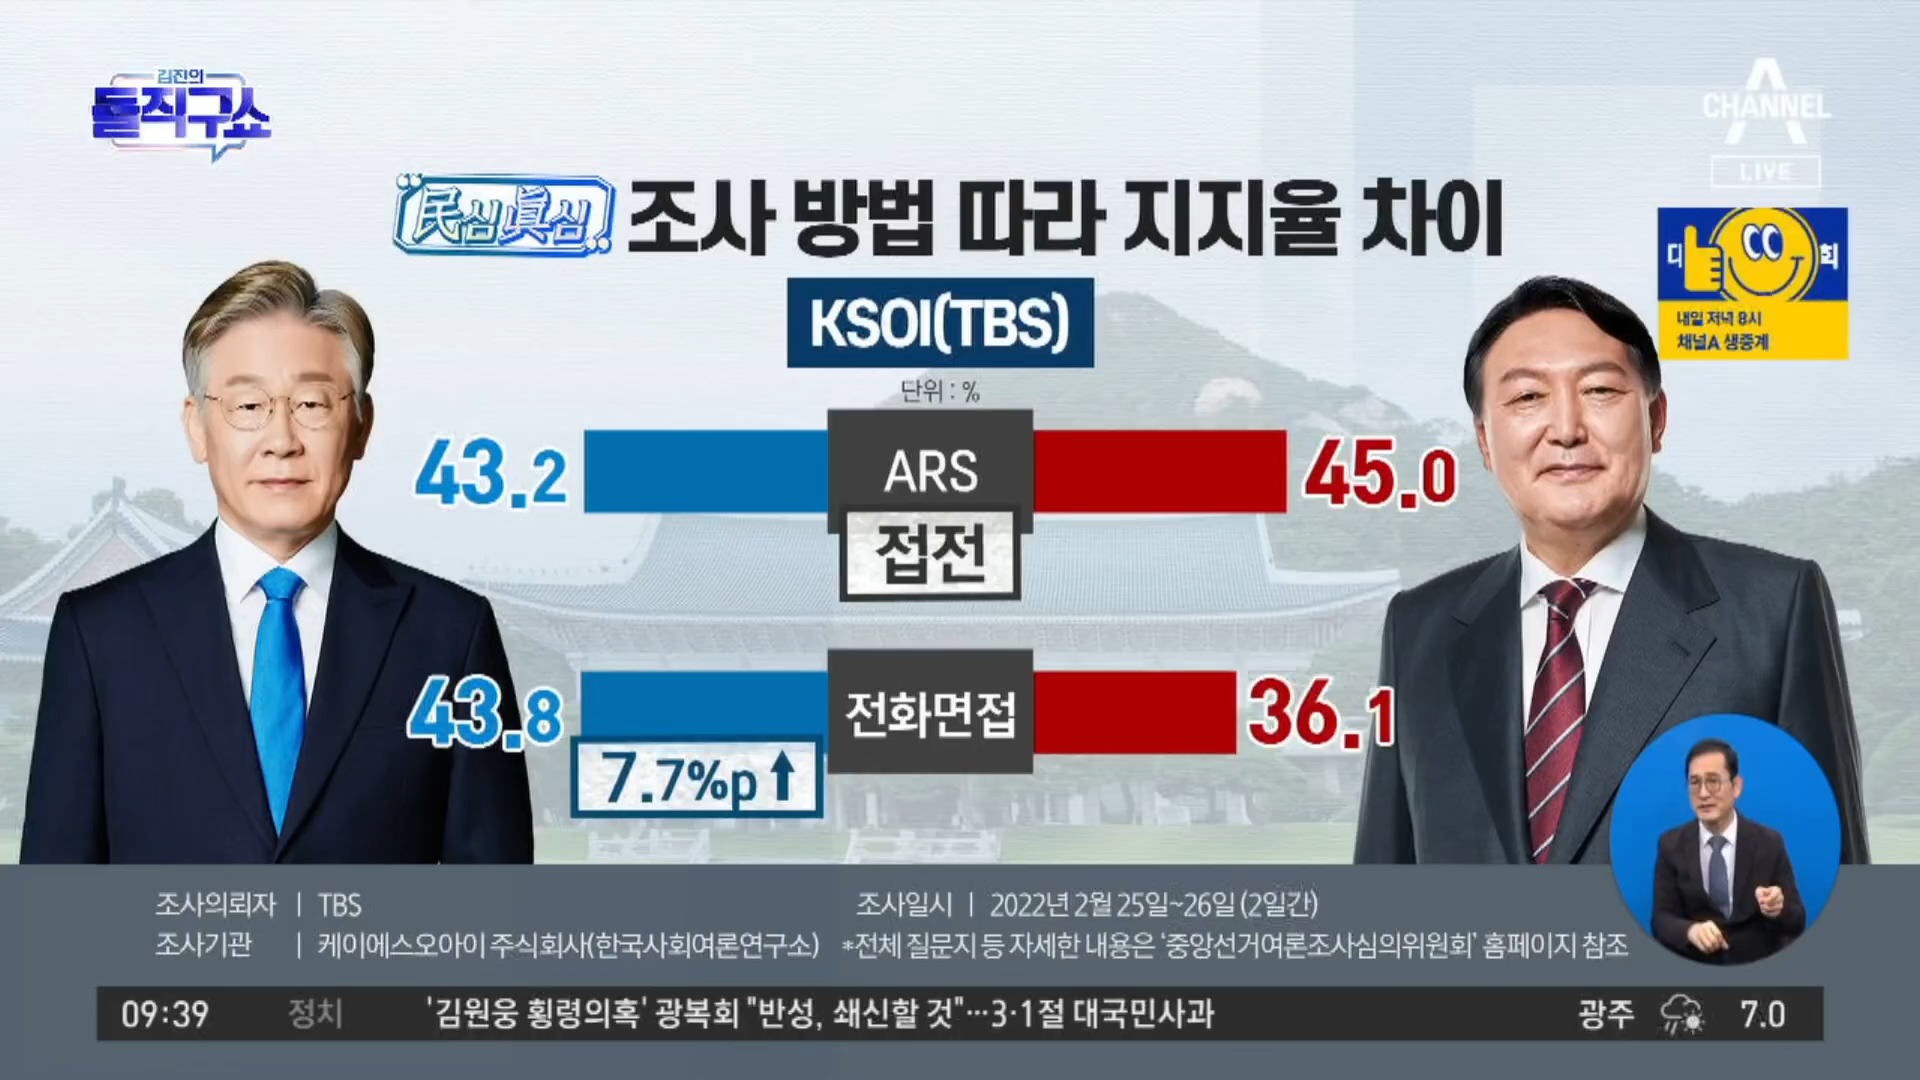 김진의
돌직구쇼
CHANNEL A
LIVE
"民심眞심" 조사 방법 따라 지지율 차이
KSOI(TBS)
내일 저녁 8시
채널A 생중계
단위 : %
43.2 ARS 45.0
접전
43.8 전화면접 36.1
7.7%p↑
조사의뢰자 | TBS
조사일시 | 2022년 2월 25일~26일 (2일간)
조사기관 | 케이에스오아이 주식회사(한국사회여론연구소)
*전체 질문지 등 자세한 내용은 '중앙선거여론조사심의위원회' 홈페이지 참조
09:39 정치 '김원웅 횡령의혹' 광복회 "반성, 쇄신할 것"…3·1절 대국민사과 광주 7.0